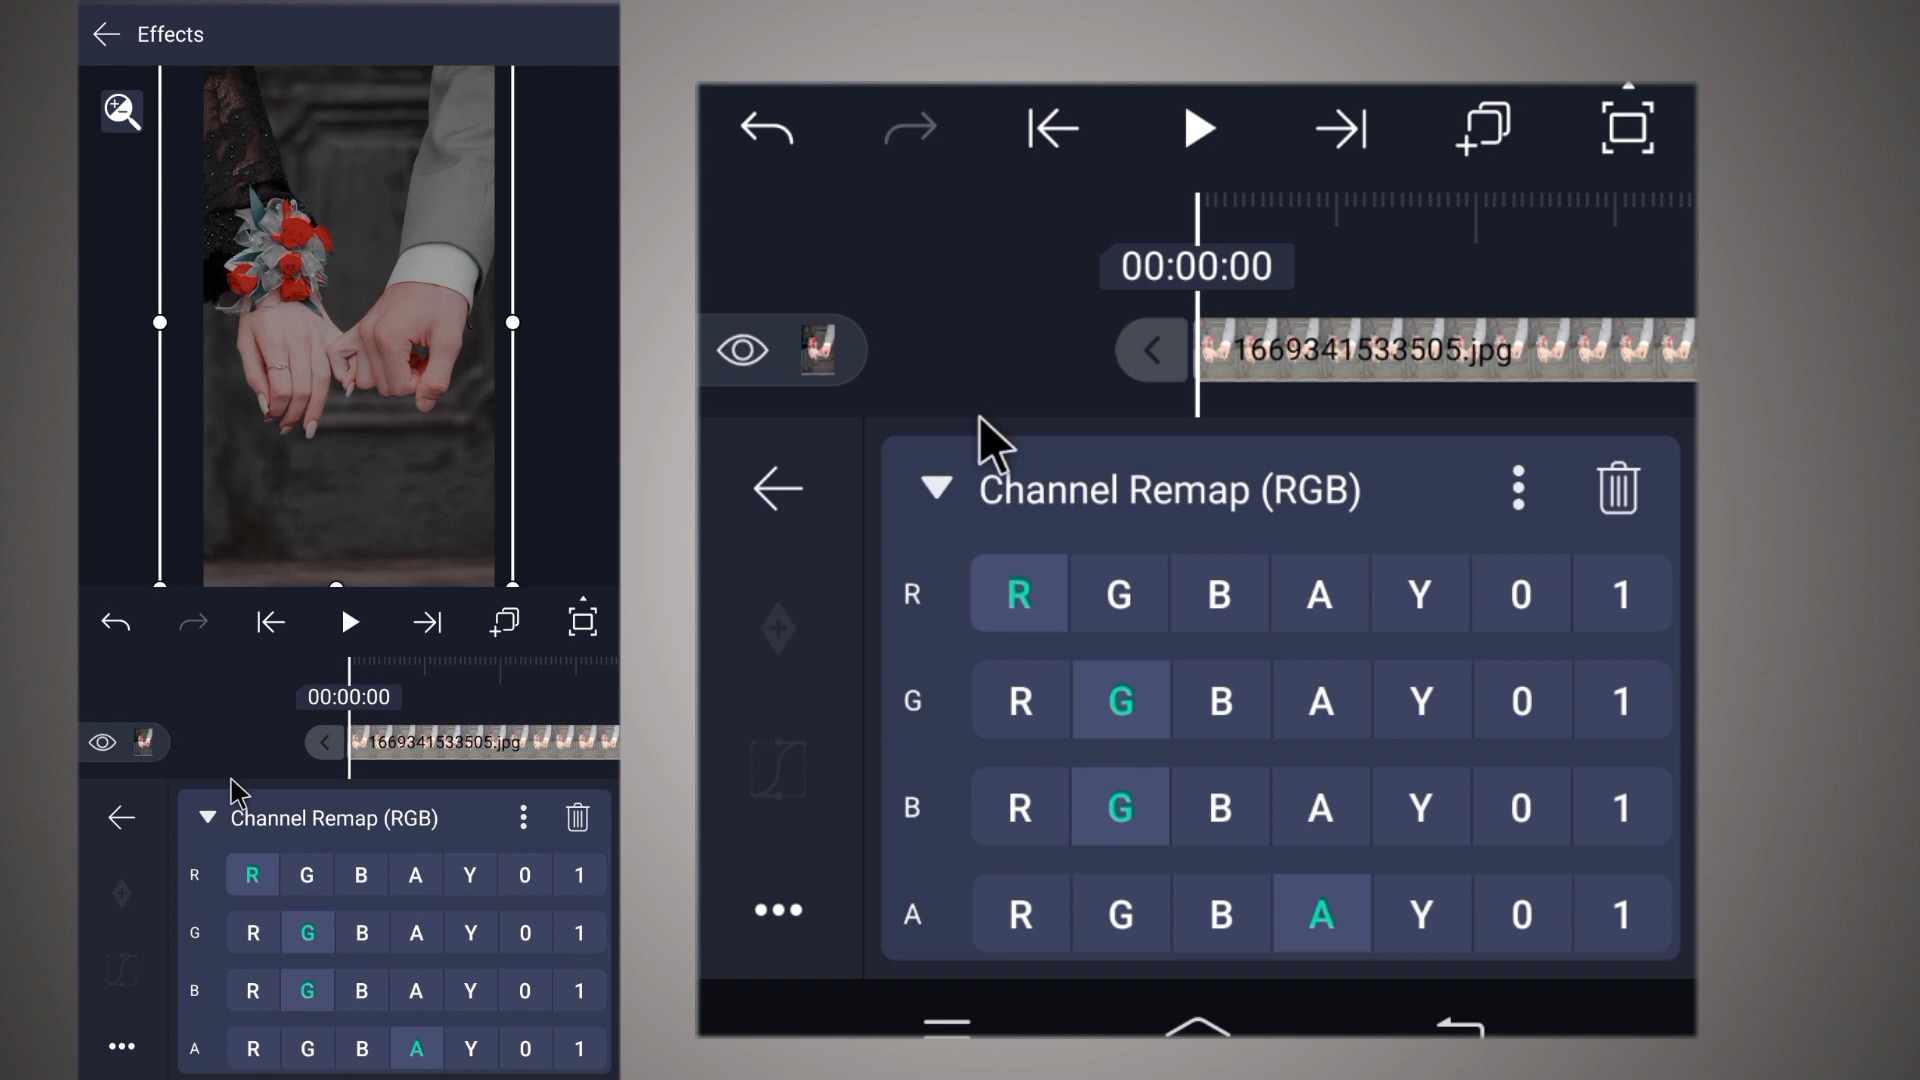 Effects
00:00:00
1669341533505.jpg
Channel Remap (RGB)
R R G B A Y 0 1
G R G B A Y 0 1
B R G B A Y 0 1
A R G B A Y 0 1
00:00:00
1669341533505.jpg
Channel Remap (RGB)
R R G B A Y 0 1
G R G B A Y 0 1
B R G B A Y 0 1
A R G B A Y 0 1